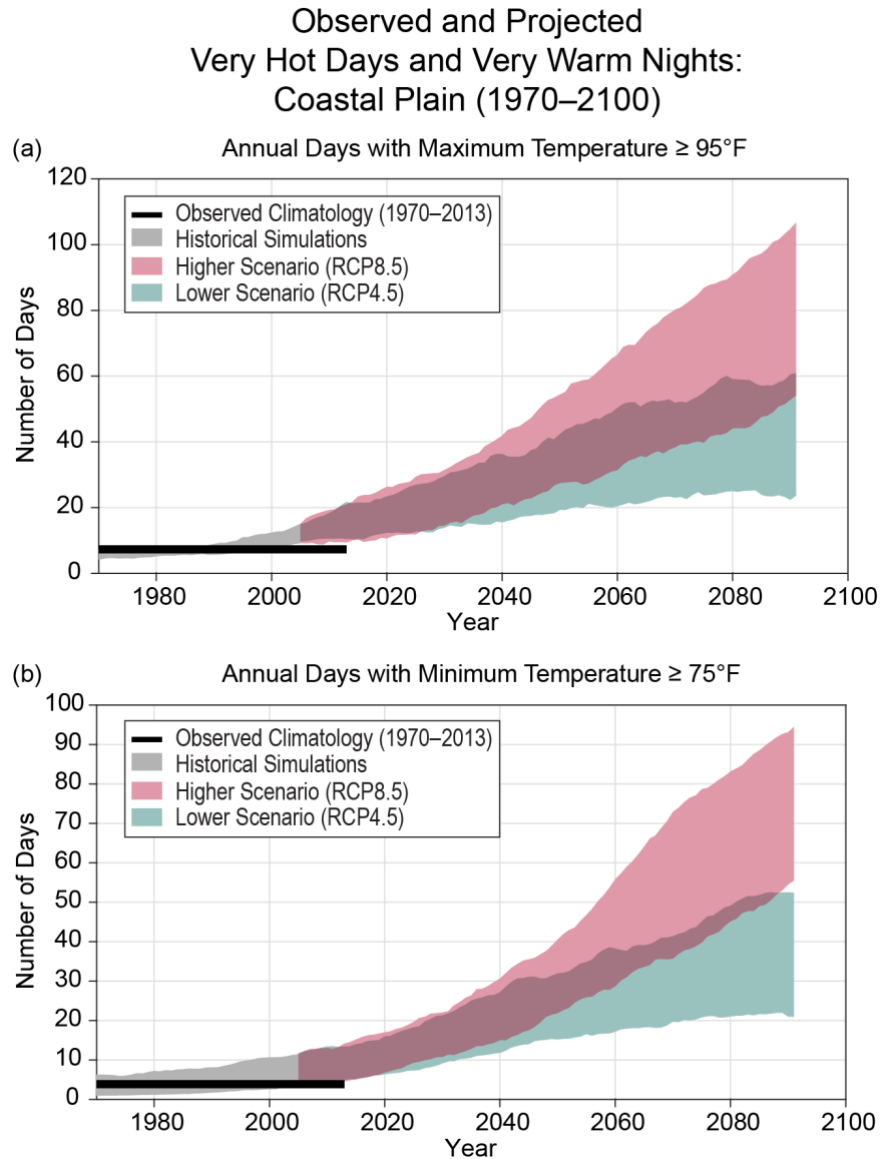 Observed and Projected
Very Hot Days and Very Warm Nights:
Coastal Plain (1970–2100)
(a) Annual Days with Maximum Temperature ≥ 95°F
120
100
80
60
40
20
0
Number of Days
Observed Climatology (1970–2013)
Historical Simulations
Higher Scenario (RCP8.5)
Lower Scenario (RCP4.5)
1980 2000 2020 2040 2060 2080 2100
Year
(b) Annual Days with Minimum Temperature ≥ 75°F
100
90
80
70
60
50
40
30
20
10
0
Number of Days
Observed Climatology (1970–2013)
Historical Simulations
Higher Scenario (RCP8.5)
Lower Scenario (RCP4.5)
1980 2000 2020 2040 2060 2080 2100
Year